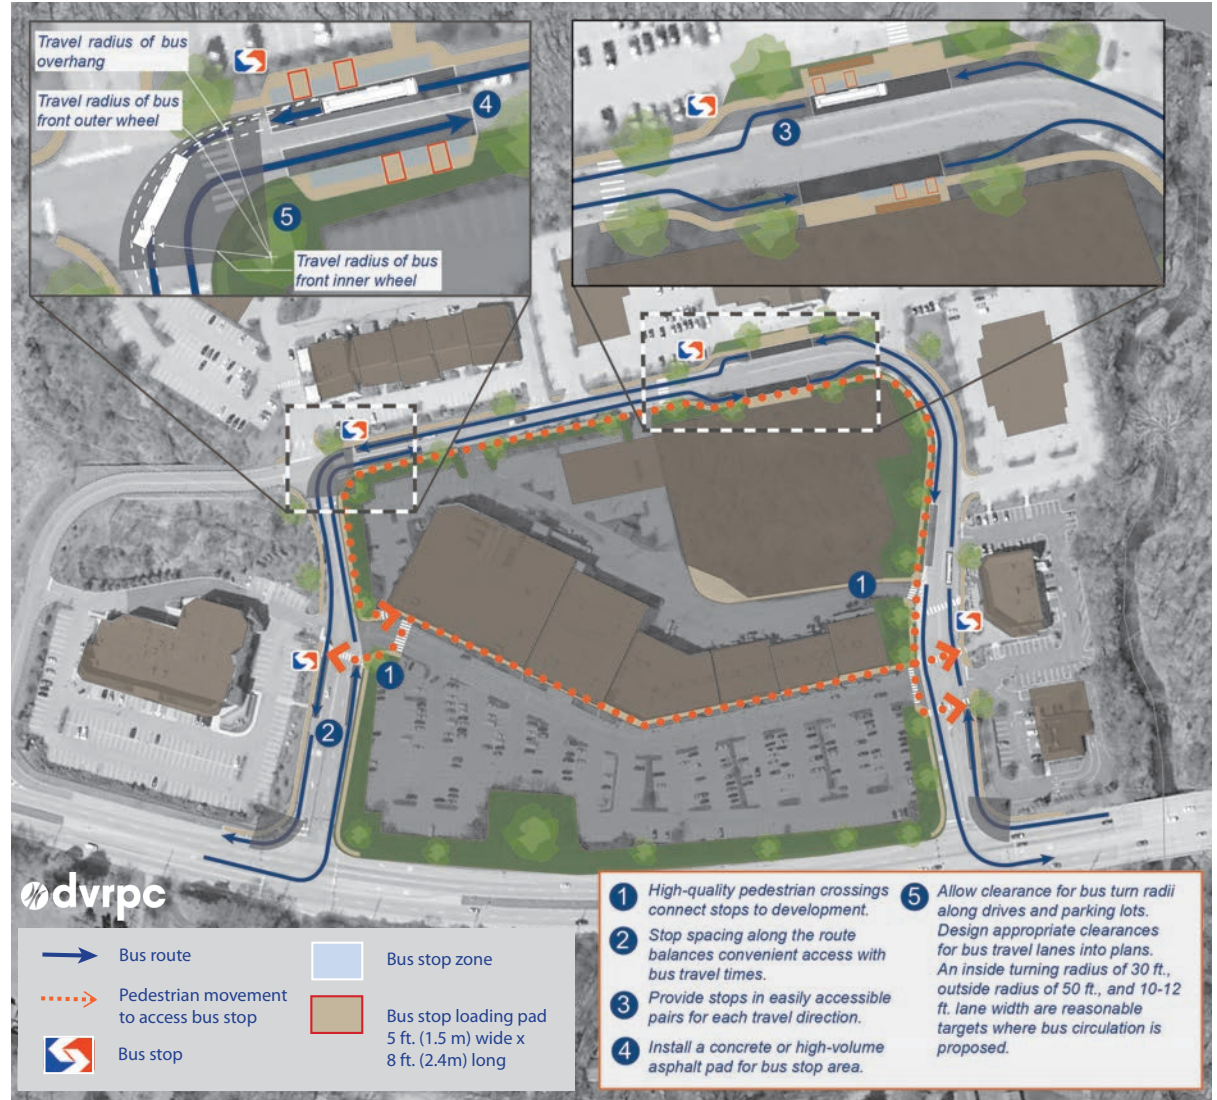 Travel radius of bus
overhang
Travel radius of bus
front outer wheel
4
5
Travel radius of bus
front inner wheel
3
1
1
2
dvrpc
Bus route
Pedestrian movement
to access bus stop
Bus stop
Bus stop zone
Bus stop loading pad
5 ft. (1.5 m) wide x
8 ft. (2.4m) long
1
High-quality pedestrian crossings
connect stops to development.
2
Stop spacing along the route
balances convenient access with
bus travel times.
3
Provide stops in easily accessible
pairs for each travel direction.
4
Install a concrete or high-volume
asphalt pad for bus stop area.
5
Allow clearance for bus turn radii
along drives and parking lots.
Design appropriate clearances
for bus travel lanes into plans.
An inside turning radius of 30 ft.,
outside radius of 50 ft., and 10-12
ft. lane width are reasonable
targets where bus circulation is
proposed.